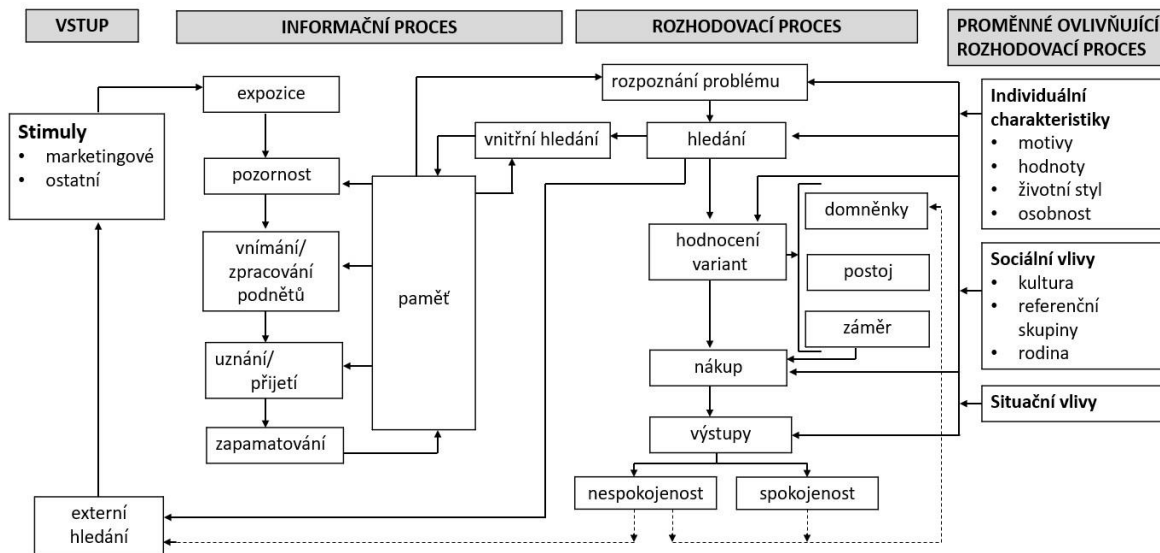 VSTUP
INFORMAČNÍ PROCES
ROZHODOVACÍ PROCES
PROMĚNNÉ OVLIVŇUJÍCÍ
ROZHODOVACÍ PROCES
Stimuly
• marketingové
• ostatní
externí
hledání
expozice
pozornost
vnímání/
zpracování
podnětů
uznání/
přijetí
zapamatování
paměť
vnitřní hledání
rozpoznání problému
hledání
hodnocení
variant
domněnky
postoj
záměr
nákup
výstupy
nespokojenost
spokojenost
Individuální
charakteristiky
• motivy
• hodnoty
• životní styl
• osobnost
Sociální vlivy
• kultura
• referenční
skupiny
• rodina
Situační vlivy